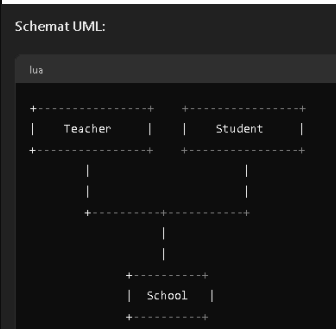 Schemat UML:
lua
+----------------+    +----------------+
|    Teacher     |    |    Student     |
+----------------+    +----------------+
        |                      |
        |                      |
        +----------+-----------+
                   |
                   |
              +----------+
              |  School   |
              +----------+